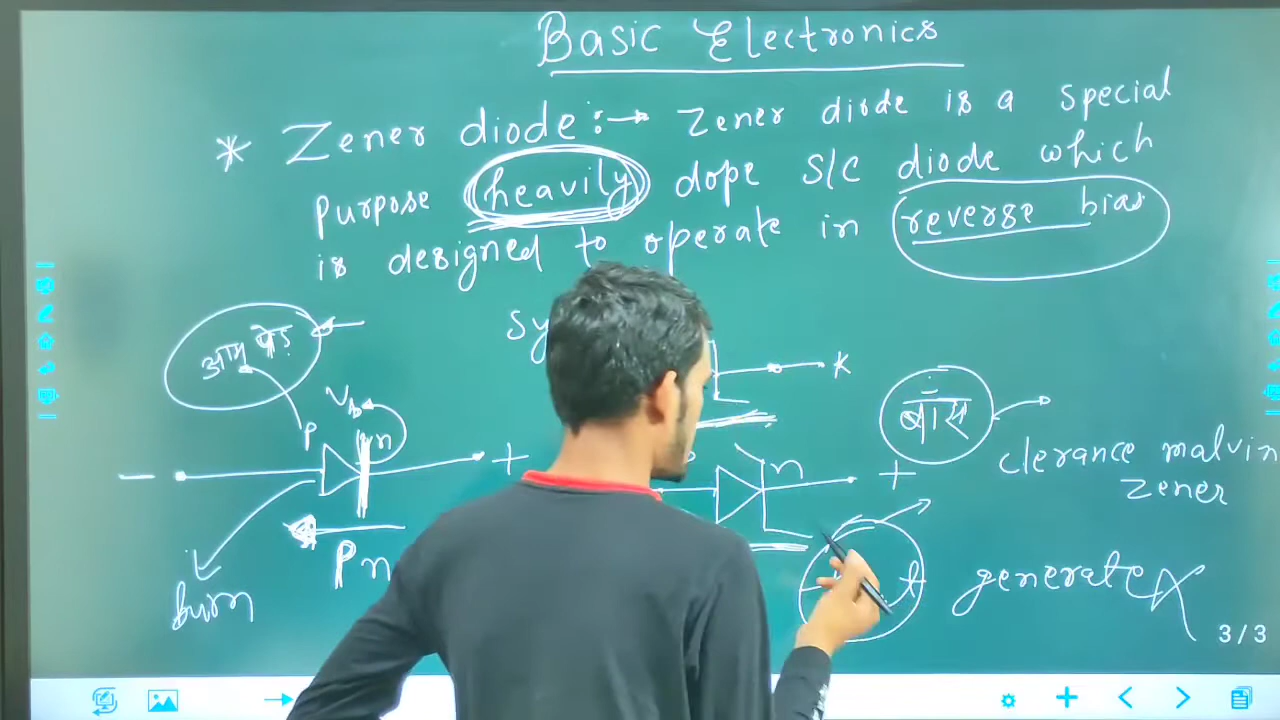 Basic Electronics
* Zener diode :→ Zener diode is a special
purpose heavily dope S/C diode which
is designed to operate in reverse bias
Sy
K
आम पेड़
बांस
Vb
P n
− +
n +
clerance malvin
zener
Pn
burn
generate
3/3